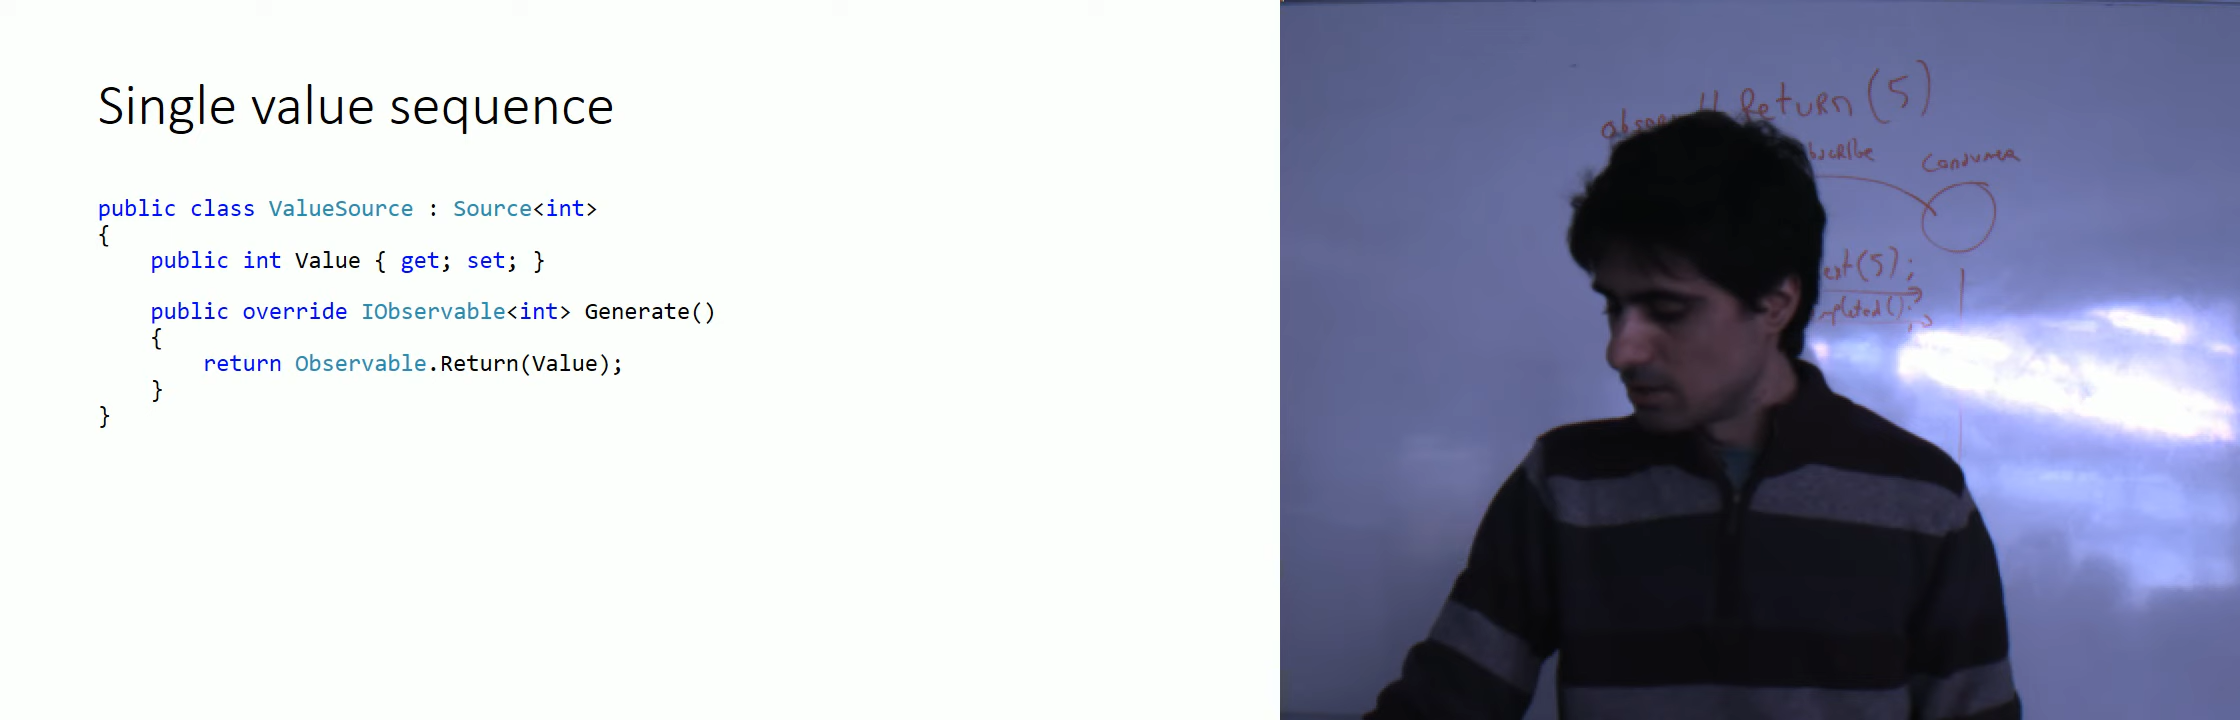 Single value sequence
public class ValueSource : Source<int>
{
public int Value { get; set; }
public override IObservable<int> Generate()
{
return Observable.Return(Value);
}
}
Return (5)
Consumer